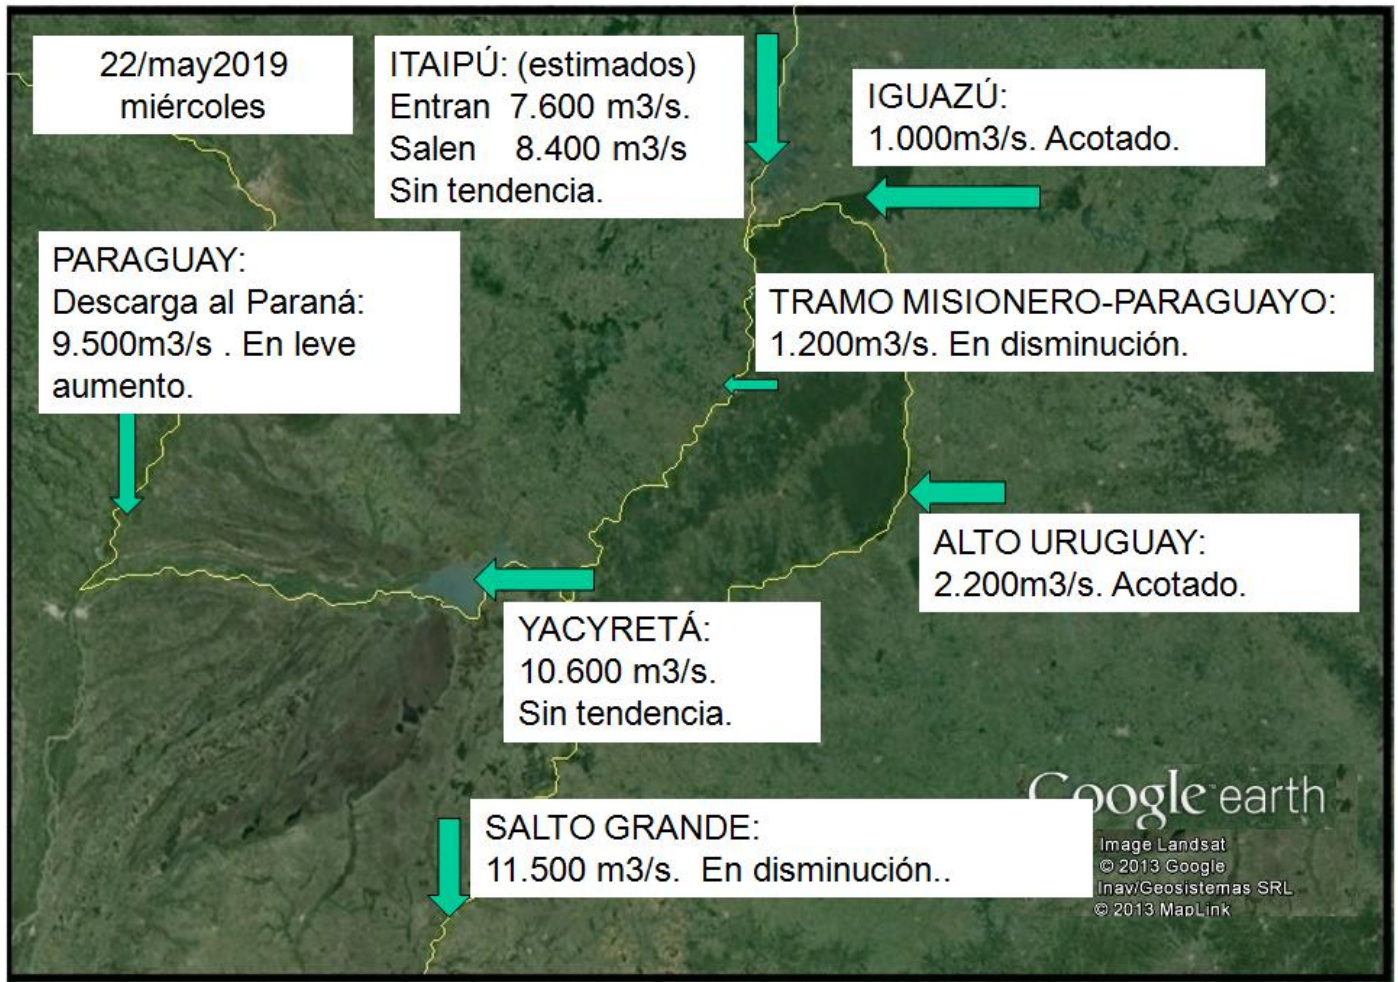 22/may2019
miércoles
ITAIPÚ: (estimados)
Entran 7.600 m3/s.
Salen 8.400 m3/s
Sin tendencia.
IGUAZÚ:
1.000m3/s. Acotado.
PARAGUAY:
Descarga al Paraná:
9.500m3/s . En leve
aumento.
TRAMO MISIONERO-PARAGUAYO:
1.200m3/s. En disminución.
ALTO URUGUAY:
2.200m3/s. Acotado.
YACYRETÁ:
10.600 m3/s.
Sin tendencia.
SALTO GRANDE:
11.500 m3/s. En disminución..
Google earth
Image Landsat
© 2013 Google
Inav/Geosistemas SRL
© 2013 MapLink